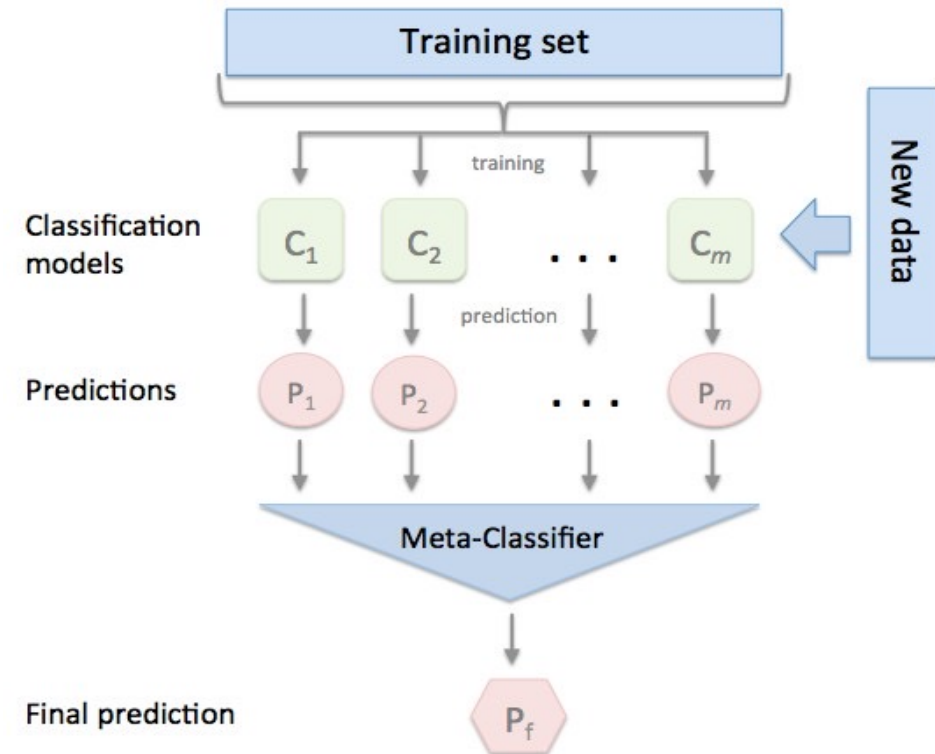 Training set
training
New data
Classification
models
C₁ C₂ . . . Cₘ
prediction
Predictions
P₁ P₂ . . . Pₘ
Meta-Classifier
Final prediction
P_f